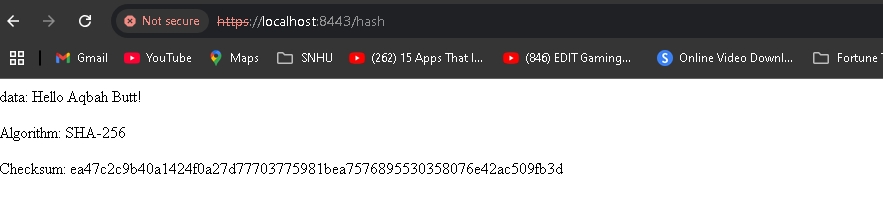 Not secure https://localhost:8443/hash
Gmail YouTube Maps SNHU (262) 15 Apps That I... (846) EDIT Gaming... S Online Video Downl... Fortune T
data: Hello Aqbah Butt!
Algorithm: SHA-256
Checksum: ea47c2c9b40a1424f0a27d77703775981bea7576895530358076e42ac509fb3d